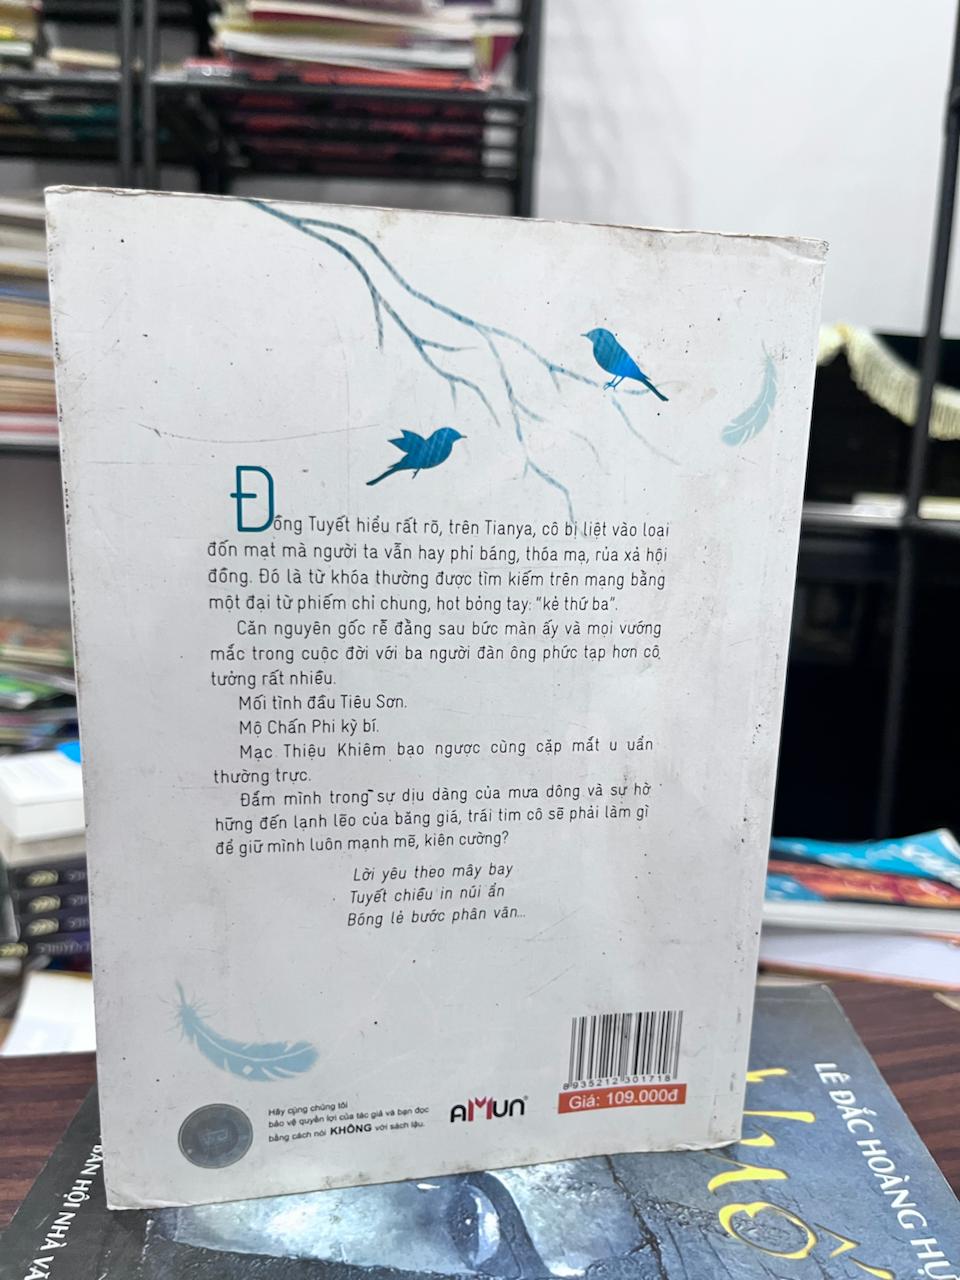 Đồng Tuyết hiểu rất rõ, trên Tianya, cô bị liệt vào loại
đốn mạt mà người ta vẫn hay phỉ báng, thóa mạ, rủa xả hội
đồng. Đó là từ khóa thường được tìm kiếm trên mạng bằng
một đại từ phiếm chỉ chung, hot bỏng tay: "kẻ thứ ba".
Căn nguyên gốc rễ đằng sau bức màn ấy và mọi vướng
mắc trong cuộc đời với ba người đàn ông phức tạp hơn cô
tưởng rất nhiều.
Mối tình đầu Tiêu Sơn.
Mộ Chấn Phi kỳ bí.
Mạc Thiệu Khiêm bạo ngược cùng cặp mắt u uẩn
thường trực.
Đắm mình trong sự dịu dàng của mưa dông và sự hờ
hững đến lạnh lẽo của băng giá, trái tim cô sẽ phải làm gì
để giữ mình luôn mạnh mẽ, kiên cường?
Lời yêu theo mây bay
Tuyết chiều in núi ẩn
Bóng lẻ bước phân vân...
Hãy cùng chúng tôi
bảo vệ quyền lợi của tác giả và bạn đọc
bằng cách nói KHÔNG với sách lậu.
AMUN
8935212301718
Giá: 109.000đ
LÊ ĐẮC HOÀNG HỰ
BẢN HỘI NHÀ VĂ